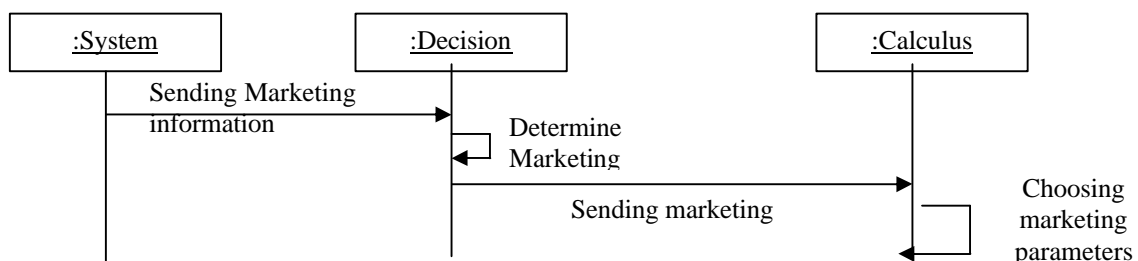 :System
:Decision
:Calculus
Sending Marketing
information
Determine
Marketing
Sending marketing
Choosing
marketing
parameters